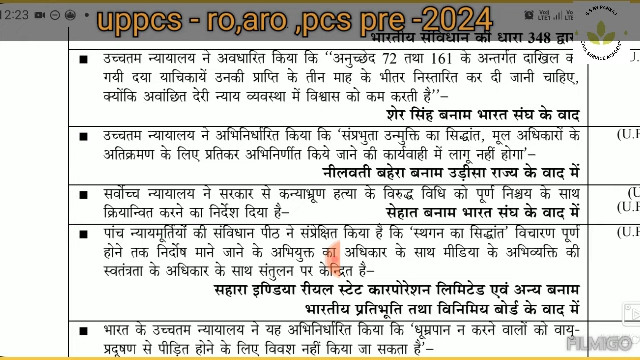 12:23
uppcs - ro,aro ,pcs pre -2024
भारतीय संविधान की धारा 348 द्वारा
■ उच्चतम न्यायालय ने अवधारित किया कि “अनुच्छेद 72 तथा 161 के अन्तर्गत दाखिल क
गयी दया याचिकायें उनकी प्राप्ति के तीन माह के भीतर निस्तारित कर दी जानी चाहिए,
क्योंकि अवांछित देरी न्याय व्यवस्था में विश्वास को कम करती है”–
शेर सिंह बनाम भारत संघ के वाद
■ उच्चतम न्यायालय ने अभिनिर्धारित किया कि ‘संप्रभुता उन्मुक्ति का सिद्धांत, मूल अधिकारों के
अतिक्रमण के लिए प्रतिकर अभिनिर्णीत किये जाने की कार्यवाही में लागू नहीं होगा’–
नीलवती बहेरा बनाम उड़ीसा राज्य के वाद में
■ सर्वोच्च न्यायालय ने सरकार से कन्याभ्रूण हत्या के विरुद्ध विधि को पूर्ण निश्चय के साथ
क्रियान्वित करने का निर्देश दिया है– सेहात बनाम भारत संघ के वाद में
■ पांच न्यायमूर्तियों की संविधान पीठ ने संप्रेक्षित किया है कि ‘स्थगन का सिद्धांत’ विचारण पूर्ण
होने तक निर्दोष माने जाने के अभियुक्त का अधिकार के साथ मीडिया के अभिव्यक्ति की
स्वतंत्रता के अधिकार के साथ संतुलन पर केन्द्रित है–
सहारा इण्डिया रीयल स्टेट कारपोरेशन लिमिटेड एवं अन्य बनाम
भारतीय प्रतिभूति तथा विनिमिय बोर्ड के वाद में
■ भारत के उच्चतम न्यायालय ने यह अभिनिर्धारित किया कि ‘धूम्रपान न करने वालों को वायु–
प्रदूषण से पीड़ित होने के लिए विवश नहीं किया जा सकता है’–
FILMIGO